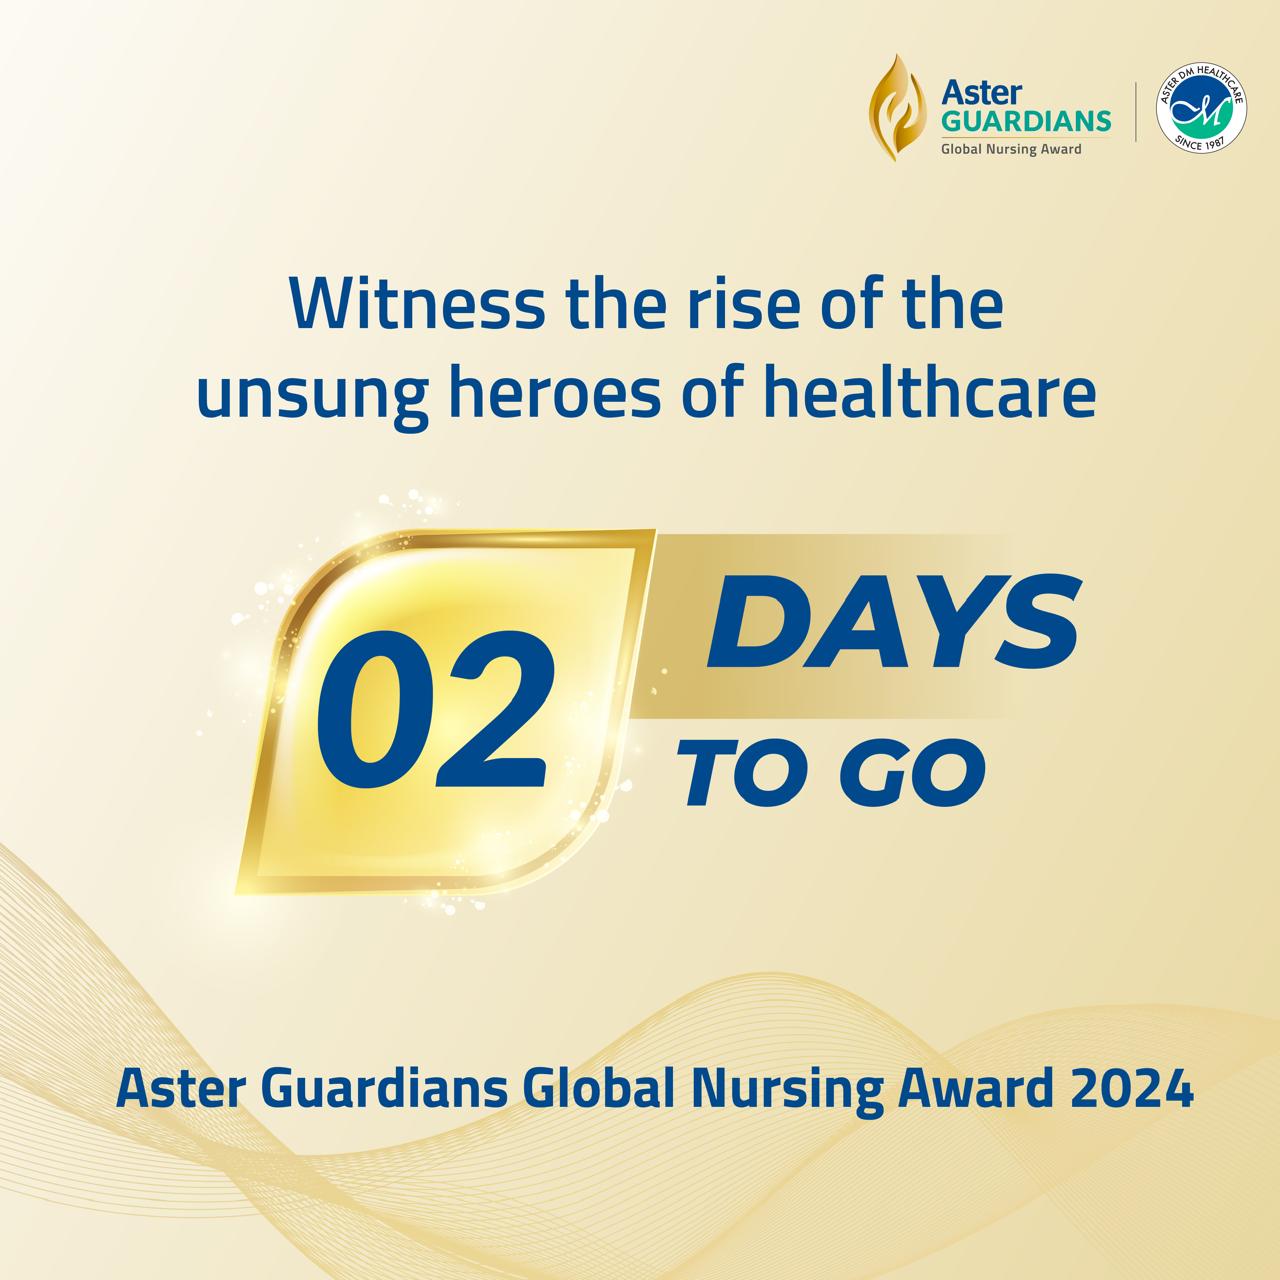 Aster
GUARDIANS
Global Nursing Award
ASTER DM HEALTHCARE
M
SINCE 1987
Witness the rise of the
unsung heroes of healthcare
02
DAYS
TO GO
Aster Guardians Global Nursing Award 2024